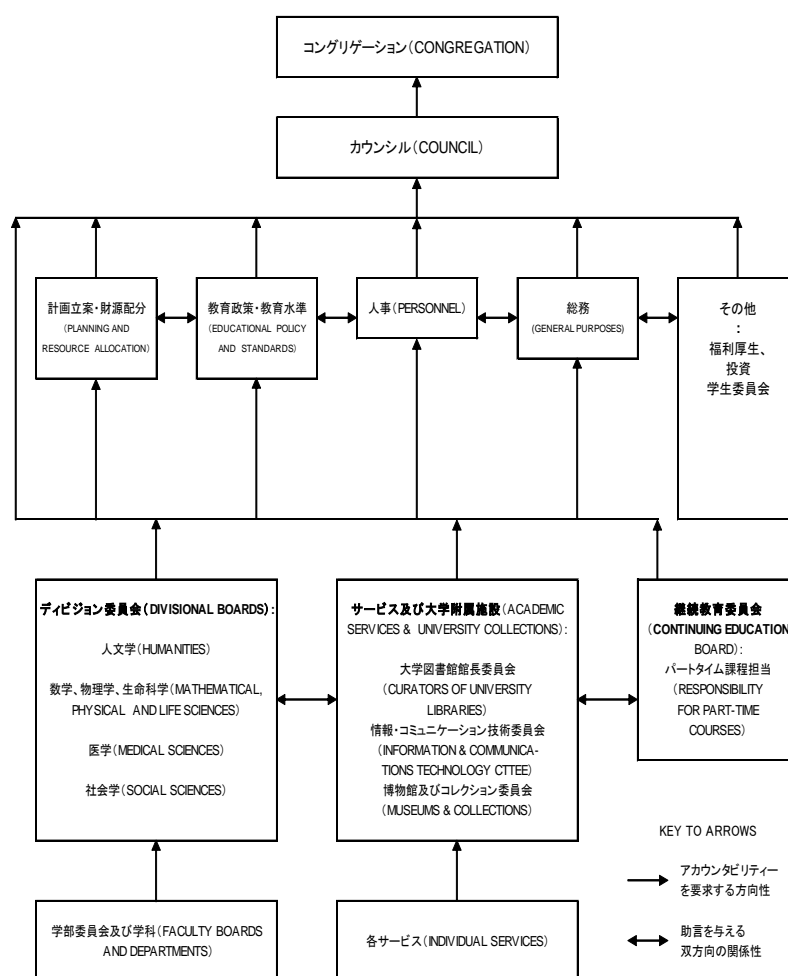 コングリゲーション(CONGREGATION)
カウンシル(COUNCIL)
計画立案・財源配分
(PLANNING AND
RESOURCE ALLOCATION)
教育政策・教育水準
(EDUCATIONAL POLICY
AND STANDARDS)
人事(PERSONNEL)
総務
(GENERAL PURPOSES)
その他
:
福利厚生、
投資
学生委員会
ディビジョン委員会(DIVISIONAL BOARDS):
人文学(HUMANITIES)
数学、物理学、生命科学(MATHEMATICAL,
PHYSICAL AND LIFE SCIENCES)
医学(MEDICAL SCIENCES)
社会学(SOCIAL SCIENCES)
サービス及び大学附属施設(ACADEMIC
SERVICES & UNIVERSITY COLLECTIONS):
大学図書館館長委員会
(CURATORS OF UNIVERSITY
LIBRARIES)
情報・コミュニケーション技術委員会
(INFORMATION & COMMUNICA-
TIONS TECHNOLOGY CTTEE)
博物館及びコレクション委員会
(MUSEUMS & COLLECTIONS)
継続教育委員会
(CONTINUING EDUCATION
BOARD):
パートタイム課程担当
(RESPONSIBILITY
FOR PART-TIME
COURSES)
学部委員会及び学科(FACULTY BOARDS
AND DEPARTMENTS)
各サービス(INDIVIDUAL SERVICES)
KEY TO ARROWS
アカウンタビリティー
を要求する方向性
助言を与える
双方向の関係性